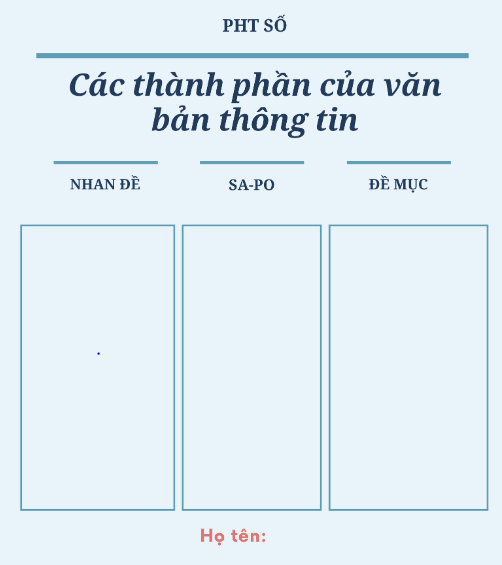 PHT SỐ
Các thành phần của văn
bản thông tin
NHAN ĐỀ
SA-PO
ĐỀ MỤC
Họ tên: